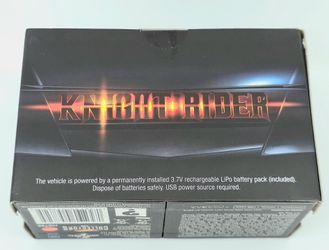 KNIGHT RIDER
The vehicle is powered by a permanently installed 3.7V rechargeable LiPo battery pack (included).
Dispose of batteries safely. USB power source required.